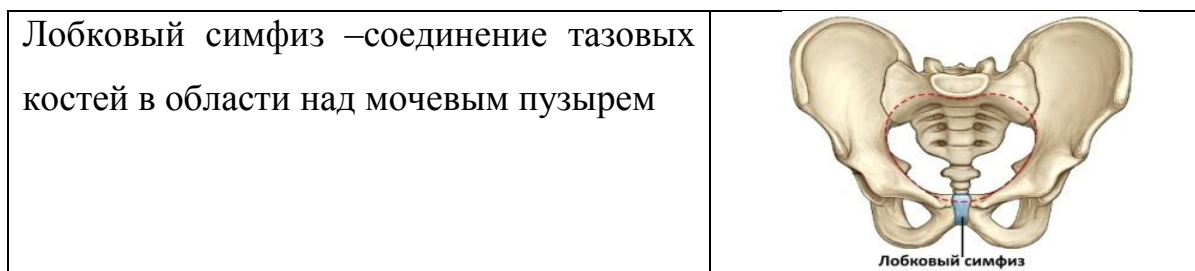 Лобковый симфиз –соединение тазовых
костей в области над мочевым пузырем
Лобковый симфиз